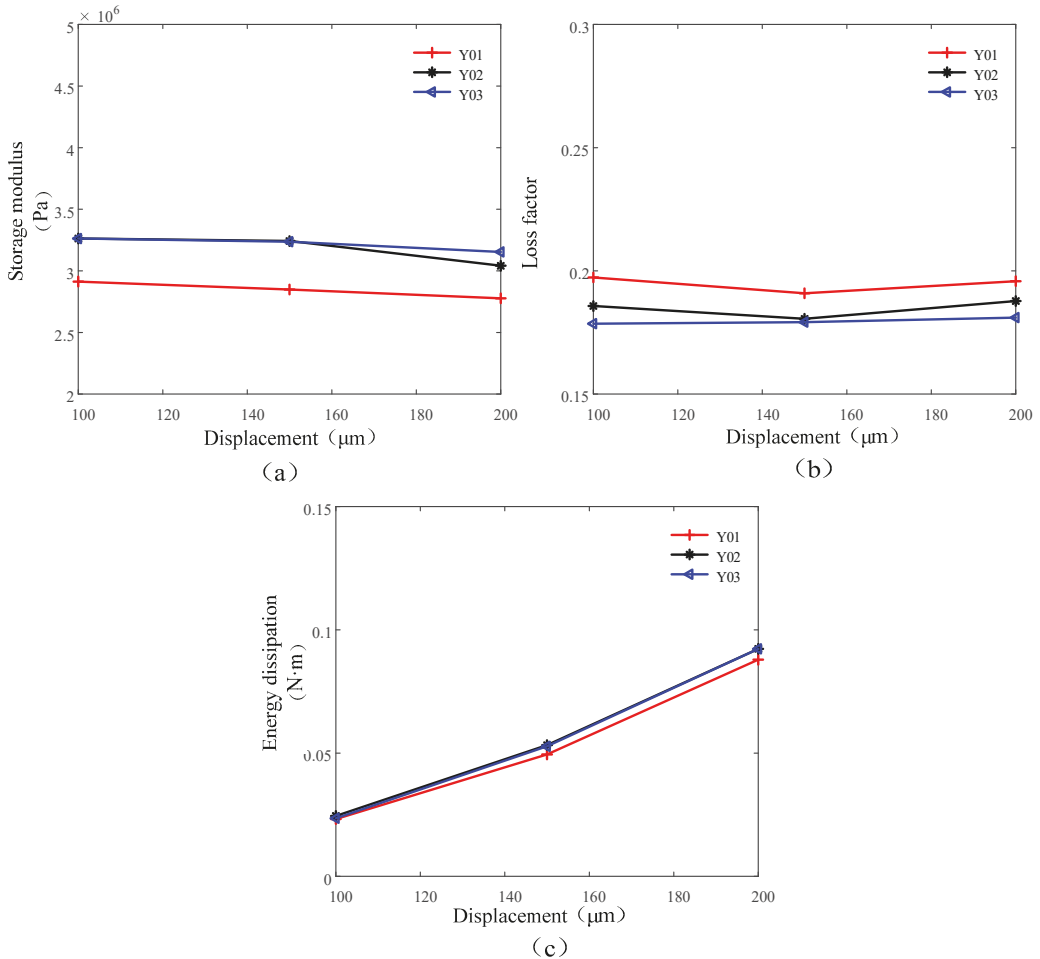 × 10⁶
5
4.5
4
3.5
3
2.5
2
Storage modulus
（Pa）
Y01
Y02
Y03
100 120 140 160 180 200
Displacement（μm）
（a）
0.3
0.25
0.2
0.15
Loss factor
Y01
Y02
Y03
100 120 140 160 180 200
Displacement（μm）
（b）
0.15
0.1
0.05
0
Energy dissipation
（N·m）
Y01
Y02
Y03
100 120 140 160 180 200
Displacement（μm）
（c）